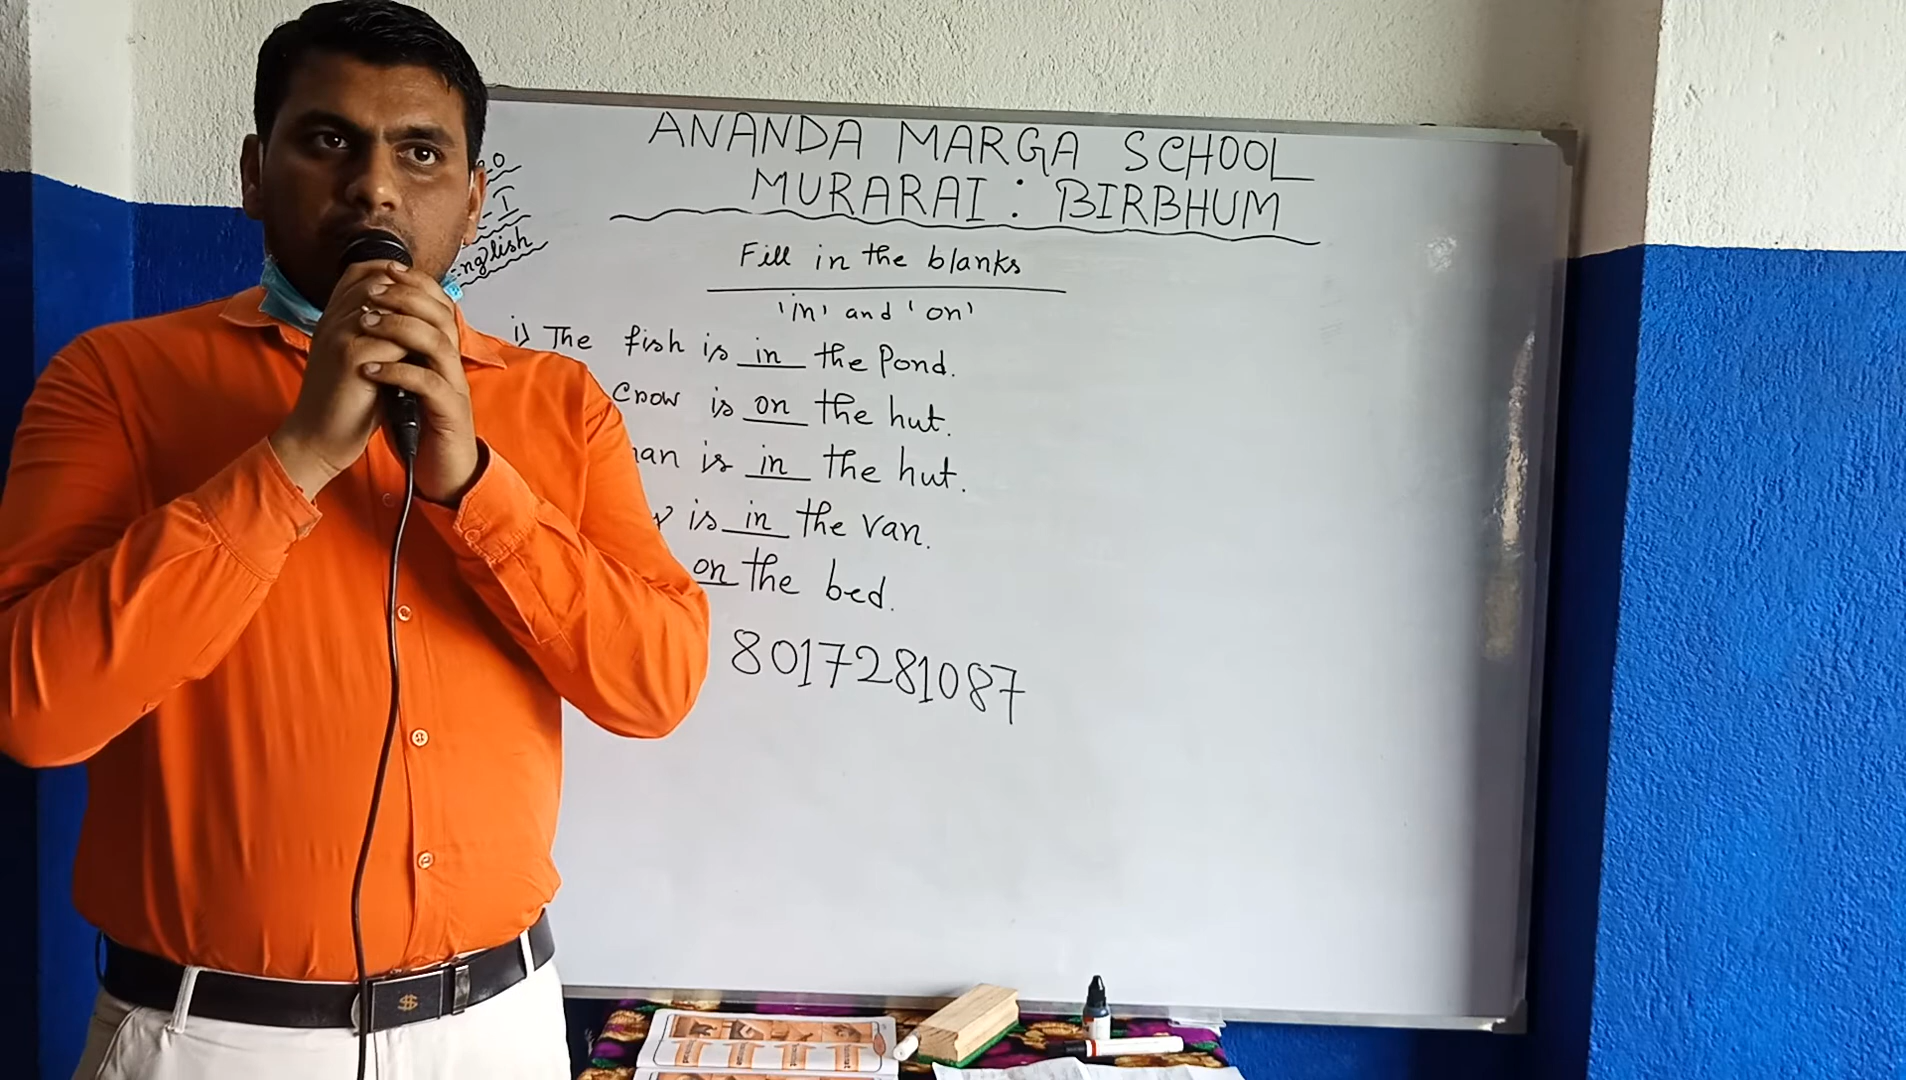 ANANDA MARGA SCHOOL
MURARAI : BIRBHUM
English
Fill in the blanks
'in' and 'on'
i) The fish is in the Pond.
Crow is on the hut.
is in the hut.
is in the van.
on the bed.
8017281087
$